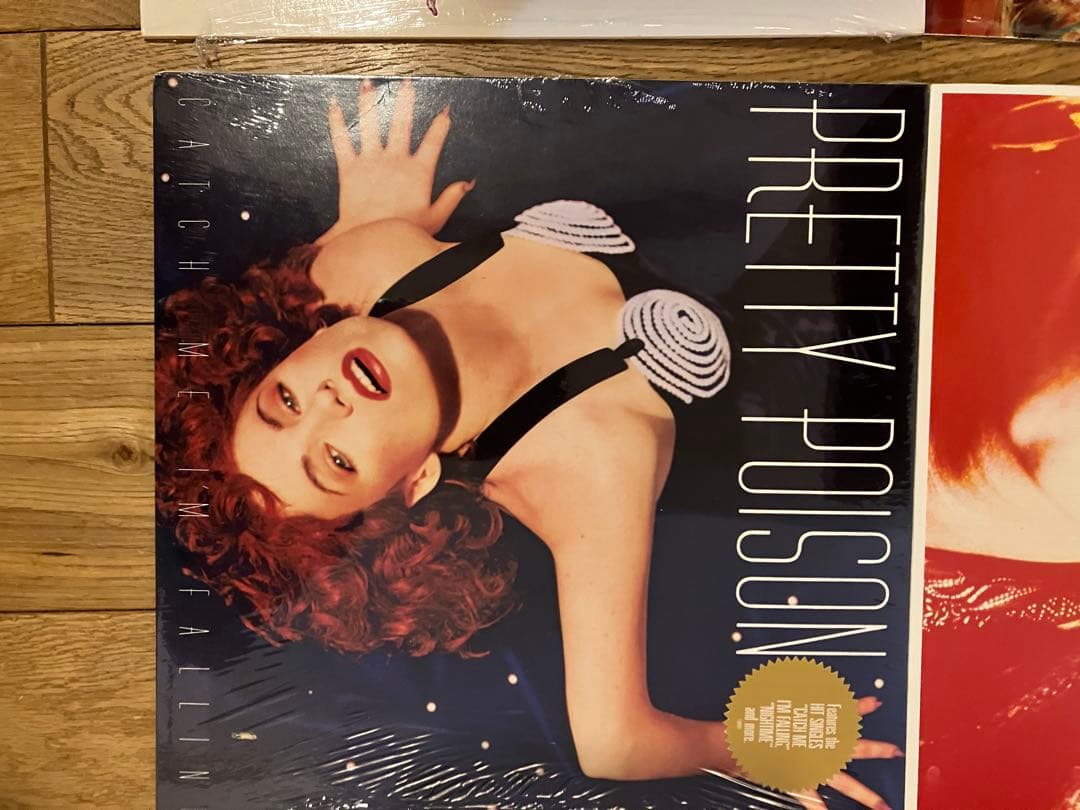 PRETTY POISON
Features the
HIT SINGLES
"CATCH ME
I'M FALLING,"
"NIGHTIME"
and more.
CATCH ME I'M FALLIN